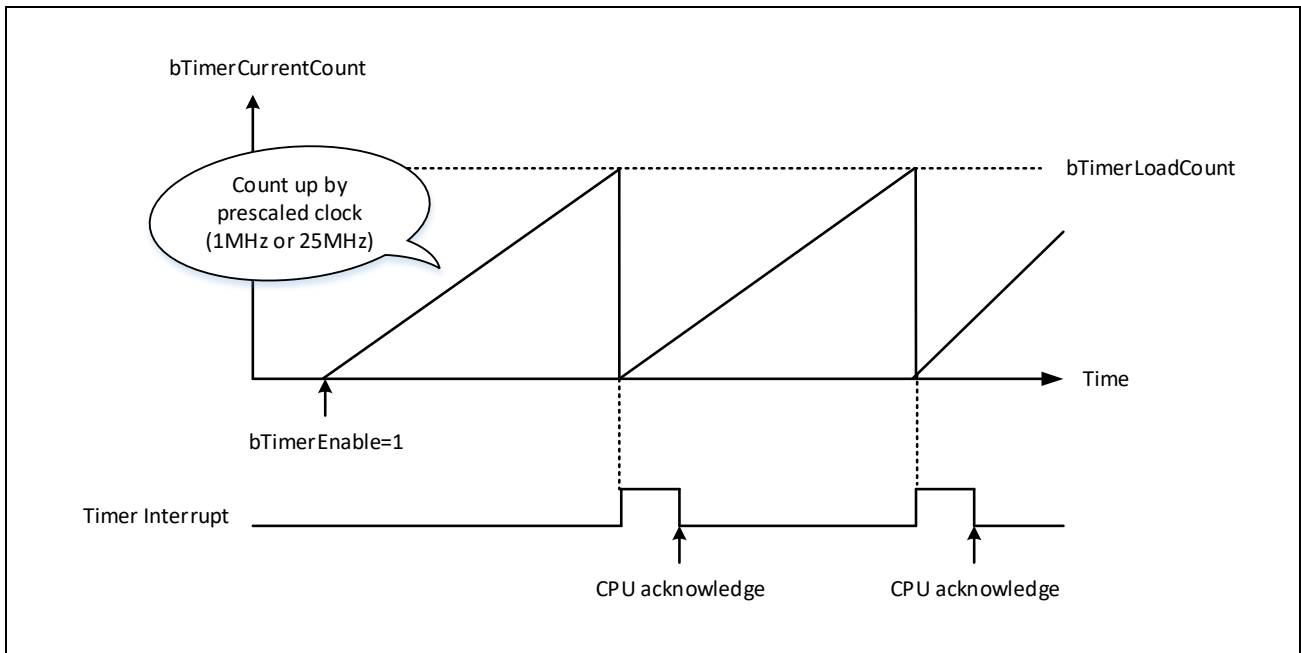 bTimerCurrentCount
bTimerLoadCount
Count up by
prescaled clock
(1MHz or 25MHz)
Time
bTimerEnable=1
Timer Interrupt
CPU acknowledge
CPU acknowledge